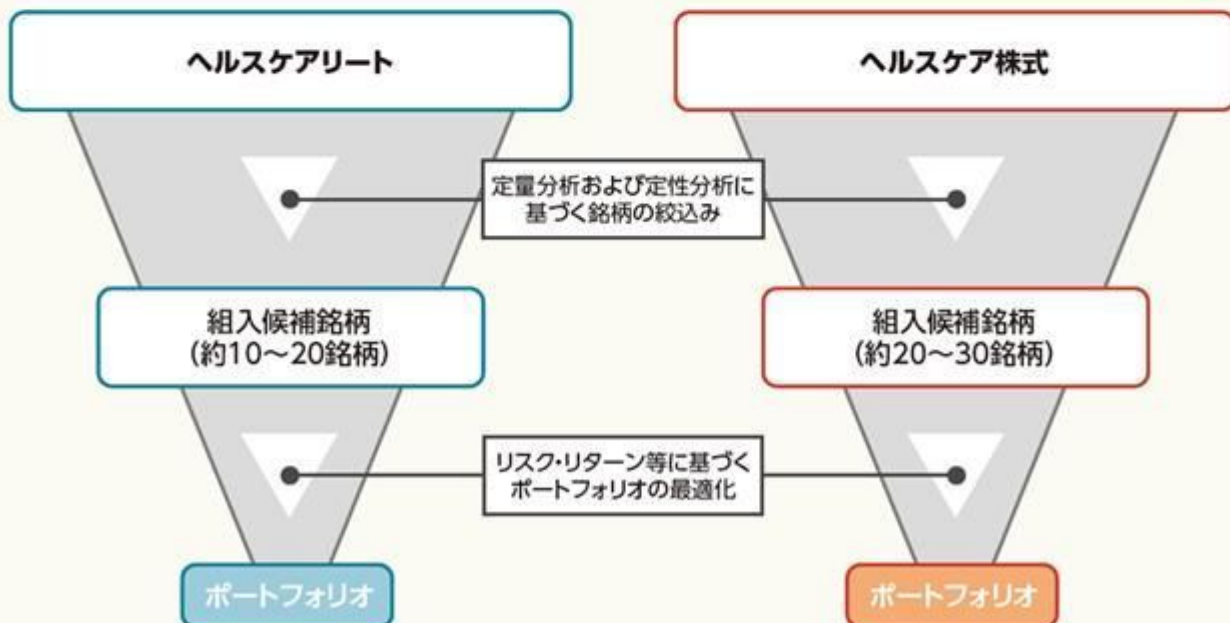 ヘルスケアリート
ヘルスケア株式
定量分析および定性分析に
基づく銘柄の絞込み
組入候補銘柄
(約10～20銘柄)
組入候補銘柄
(約20～30銘柄)
リスク・リターン等に基づく
ポートフォリオの最適化
ポートフォリオ
ポートフォリオ